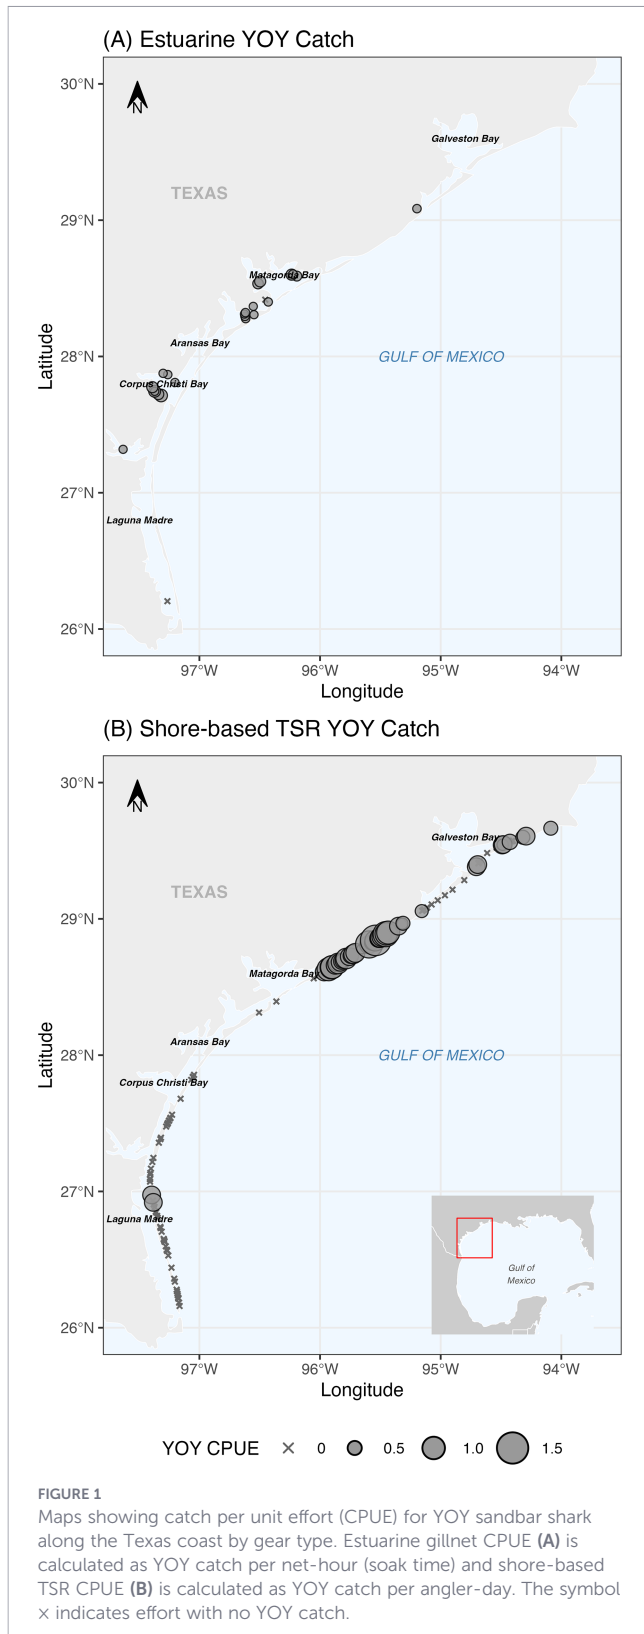 (A) Estuarine YOY Catch
30°N
N
Galveston Bay
TEXAS
29°N
Matagorda Bay
Aransas Bay
28°N
GULF OF MEXICO
Corpus Christi Bay
27°N
Laguna Madre
26°N
97°W 96°W 95°W 94°W
Longitude
Latitude
(B) Shore-based TSR YOY Catch
30°N
N
Galveston Bay
TEXAS
29°N
Matagorda Bay
Aransas Bay
28°N
GULF OF MEXICO
Corpus Christi Bay
27°N
Laguna Madre
Gulf of
Mexico
26°N
97°W 96°W 95°W 94°W
Longitude
Latitude
YOY CPUE × 0 0.5 1.0 1.5
FIGURE 1
Maps showing catch per unit effort (CPUE) for YOY sandbar shark
along the Texas coast by gear type. Estuarine gillnet CPUE (A) is
calculated as YOY catch per net-hour (soak time) and shore-based
TSR CPUE (B) is calculated as YOY catch per angler-day. The symbol
× indicates effort with no YOY catch.